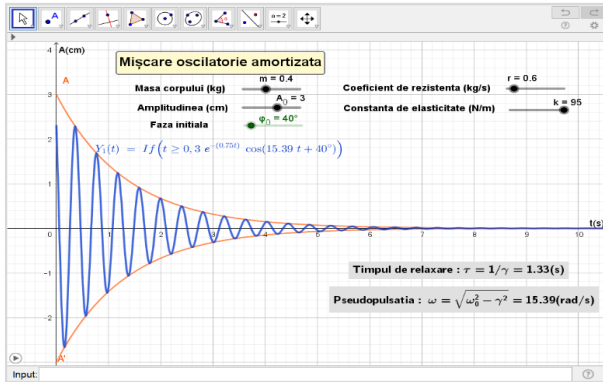 a=2
A(cm)
Mișcare oscilatorie amortizata
A
Masa corpului (kg)
m = 0.4
Coeficient de rezistenta (kg/s)
r = 0.6
Amplitudinea (cm)
A₀ = 3
Constanta de elasticitate (N/m)
k = 95
Faza initiala
φ₀ = 40°
Y₁(t) = If(t ≥ 0, 3 e^-(0.75t) cos(15.39 t + 40°))
4
3
2
1
0
-1
-2
0 1 2 3 4 5 6 7 8 9 10
t(s)
Timpul de relaxare : τ = 1/γ = 1.33(s)
Pseudopulsatia : ω = √(ω₀² − γ²) = 15.39(rad/s)
A'
Input: